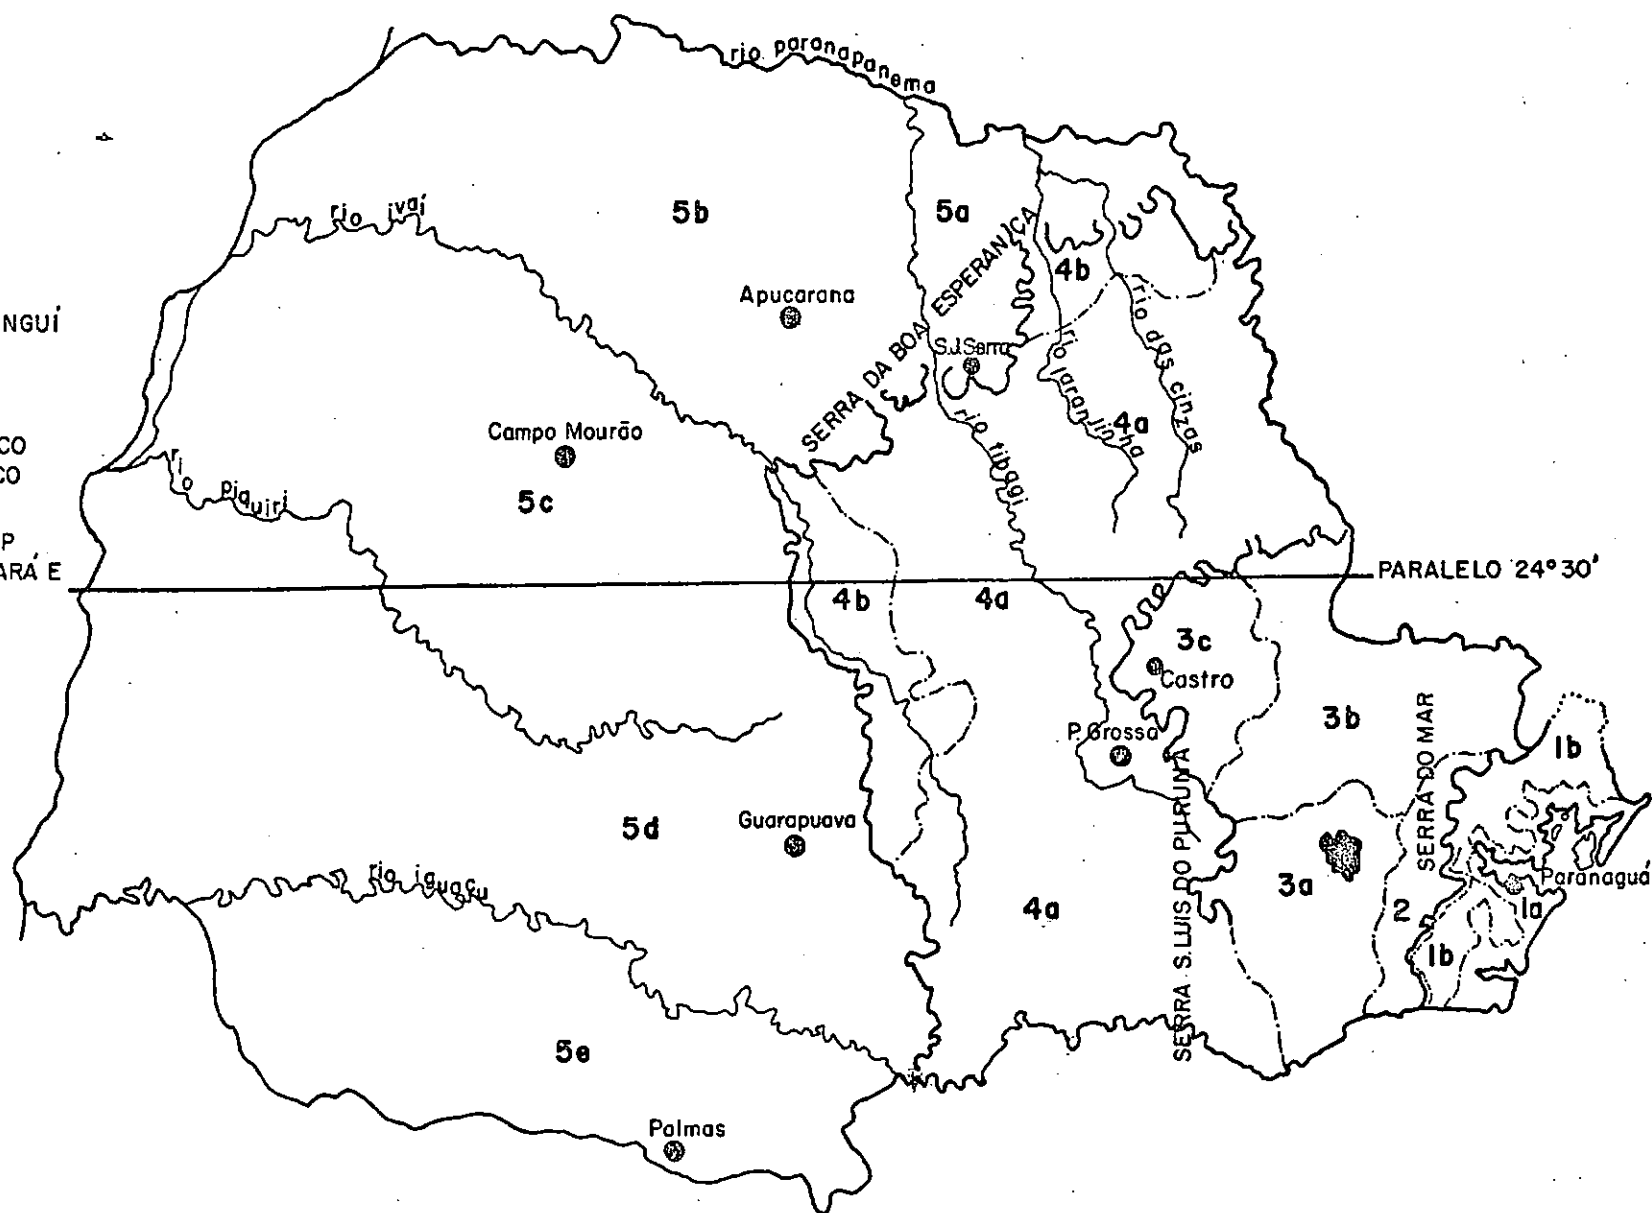 rio paranapanema
rio ivaí
5b
5a
4b
SERRA DA BOA ESPERANÇA
Apucarana
NGUÍ
S.J.Serra
rio laranjinha
rio das cinzas
4a
rio tibagi
Campo Mourão
CO
CO
rio piquiri
5c
P
ARÁ E
PARALELO 24°30'
4b
4a
3c
Castro
3b
P. Grossa
SERRA DO MAR
1b
SERRA S. LUIS DO PURUNÃ
Guarapuava
5d
rio iguaçu
3a
Paranaguá
1a
2
4a
1b
5e
Palmas